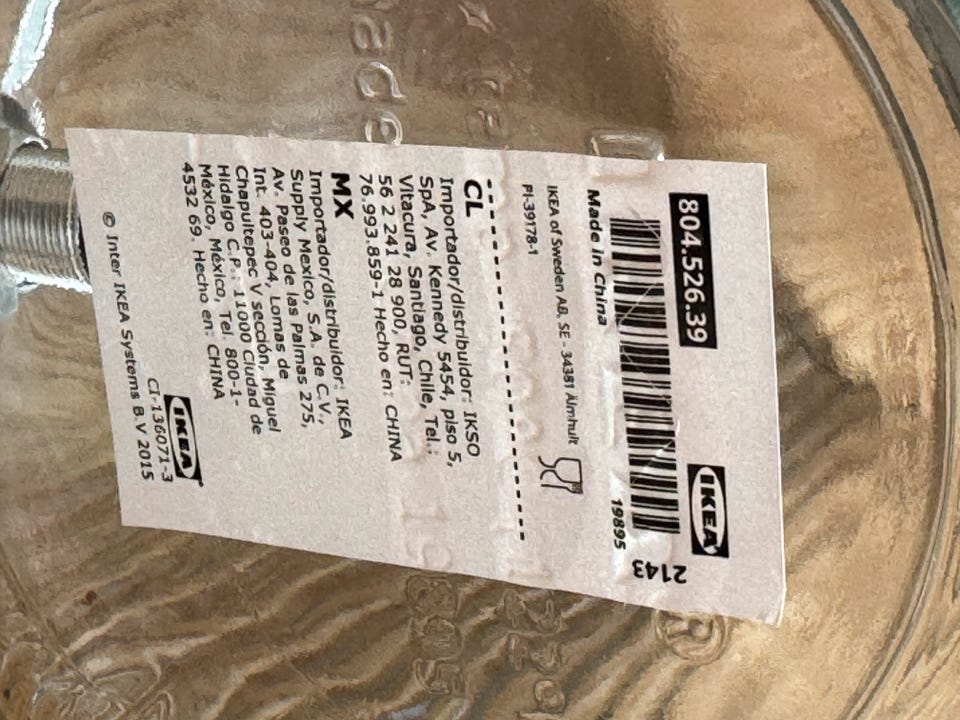 804.526.39
IKEA
2143
19895
Made in China
IKEA of Sweden AB, SE - 34381 Älmhult
PI-39178-1
CL
Importador/distribuidor: IKSO
SpA, Av. Kennedy 5454, piso 5,
Vitacura, Santiago, Chile, Tel.:
56 2 241 28 900, RUT:
76.993.859-1 Hecho en: CHINA
MX
Importador/distribuidor: IKEA
Supply Mexico, S.A. de C.V.,
Av. Paseo de las Palmas 275,
Int. 403-404, Lomas de
Chapultepec V sección, Miguel
Hidalgo C.P.: 11000 Ciudad de
México, México, Tel. 800-1-
4532 69. Hecho en: CHINA
IKEA
CI-136071-3
© Inter IKEA Systems B.V 2015